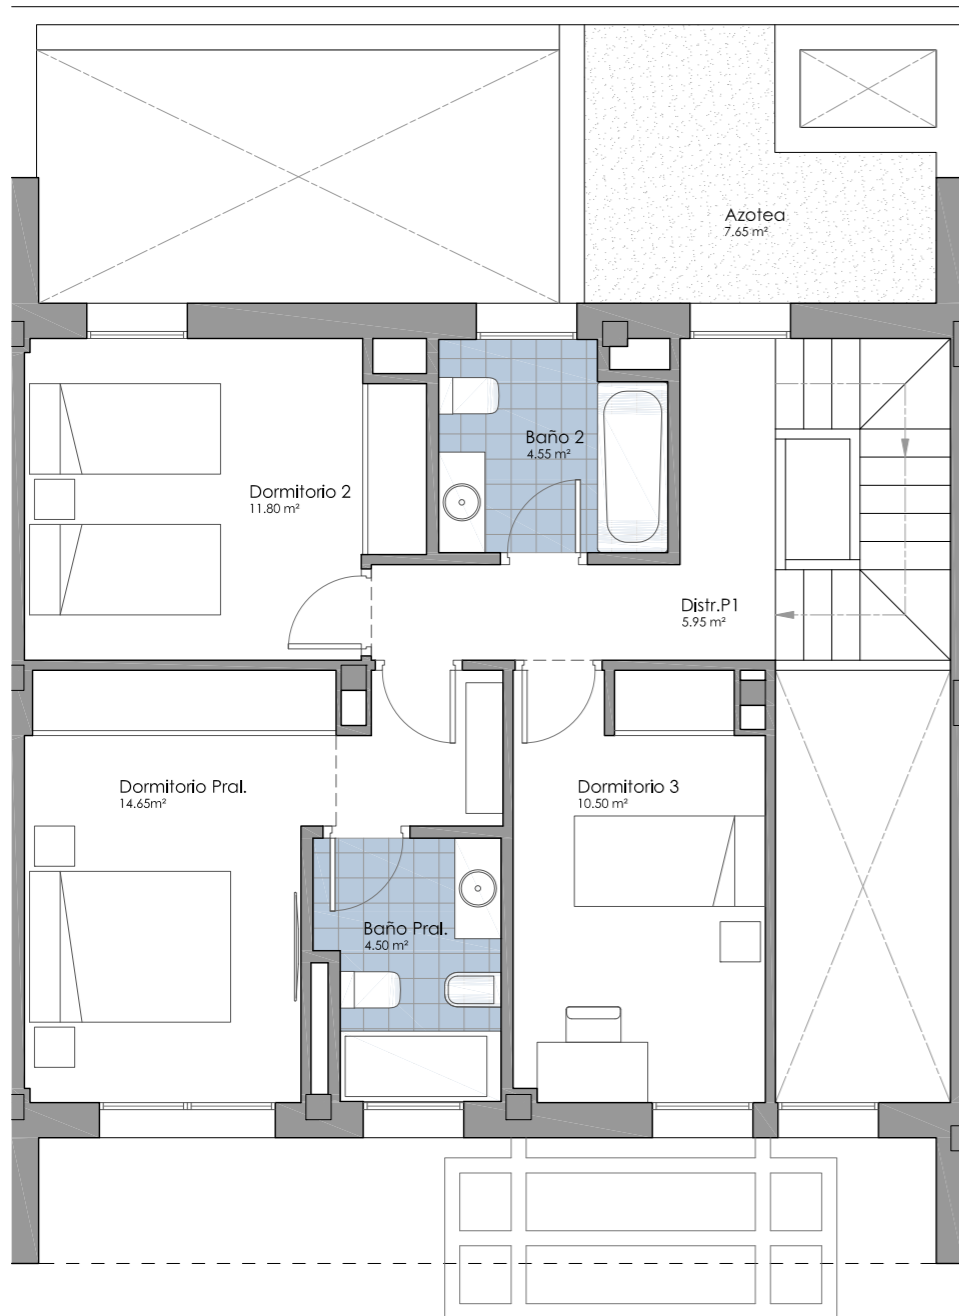 Azotea
7.65 m²
Baño 2
4.55 m²
Dormitorio 2
11.80 m²
Distr.P1
5.95 m²
Dormitorio Pral.
14.65m²
Dormitorio 3
10.50 m²
Baño Pral.
4.50 m²